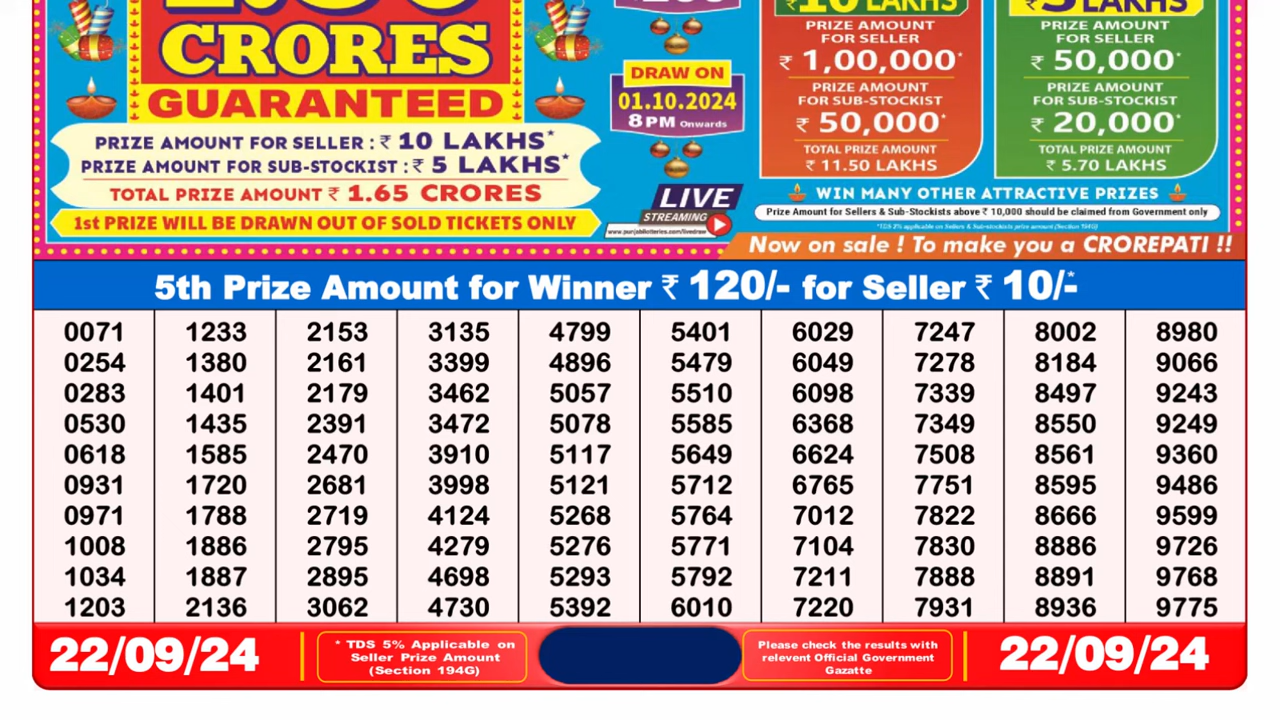 CRORES
GUARANTEED
PRIZE AMOUNT FOR SELLER : ₹ 10 LAKHS*
PRIZE AMOUNT FOR SUB-STOCKIST : ₹ 5 LAKHS*
TOTAL PRIZE AMOUNT ₹ 1.65 CRORES
1st PRIZE WILL BE DRAWN OUT OF SOLD TICKETS ONLY
DRAW ON
01.10.2024
8PM Onwards
LIVE
STREAMING
www.punjablotteries.com/livedraw
₹10 LAKHS
PRIZE AMOUNT
FOR SELLER
₹ 1,00,000*
PRIZE AMOUNT
FOR SUB-STOCKIST
₹ 50,000*
TOTAL PRIZE AMOUNT
₹ 11.50 LAKHS
₹5 LAKHS
PRIZE AMOUNT
FOR SELLER
₹ 50,000*
PRIZE AMOUNT
FOR SUB-STOCKIST
₹ 20,000*
TOTAL PRIZE AMOUNT
₹ 5.70 LAKHS
WIN MANY OTHER ATTRACTIVE PRIZES
Prize Amount for Sellers & Sub-Stockists above ₹ 10,000 should be claimed from Government only
Now on sale ! To make you a CROREPATI !!
5th Prize Amount for Winner ₹ 120/- for Seller ₹ 10/-*
0071 1233 2153 3135 4799 5401 6029 7247 8002 8980
0254 1380 2161 3399 4896 5479 6049 7278 8184 9066
0283 1401 2179 3462 5057 5510 6098 7339 8497 9243
0530 1435 2391 3472 5078 5585 6368 7349 8550 9249
0618 1585 2470 3910 5117 5649 6624 7508 8561 9360
0931 1720 2681 3998 5121 5712 6765 7751 8595 9486
0971 1788 2719 4124 5268 5764 7012 7822 8666 9599
1008 1886 2795 4279 5276 5771 7104 7830 8886 9726
1034 1887 2895 4698 5293 5792 7211 7888 8891 9768
1203 2136 3062 4730 5392 6010 7220 7931 8936 9775
22/09/24
* TDS 5% Applicable on
Seller Prize Amount
(Section 194G)
Please check the results with
relevent Official Government
Gazatte
22/09/24